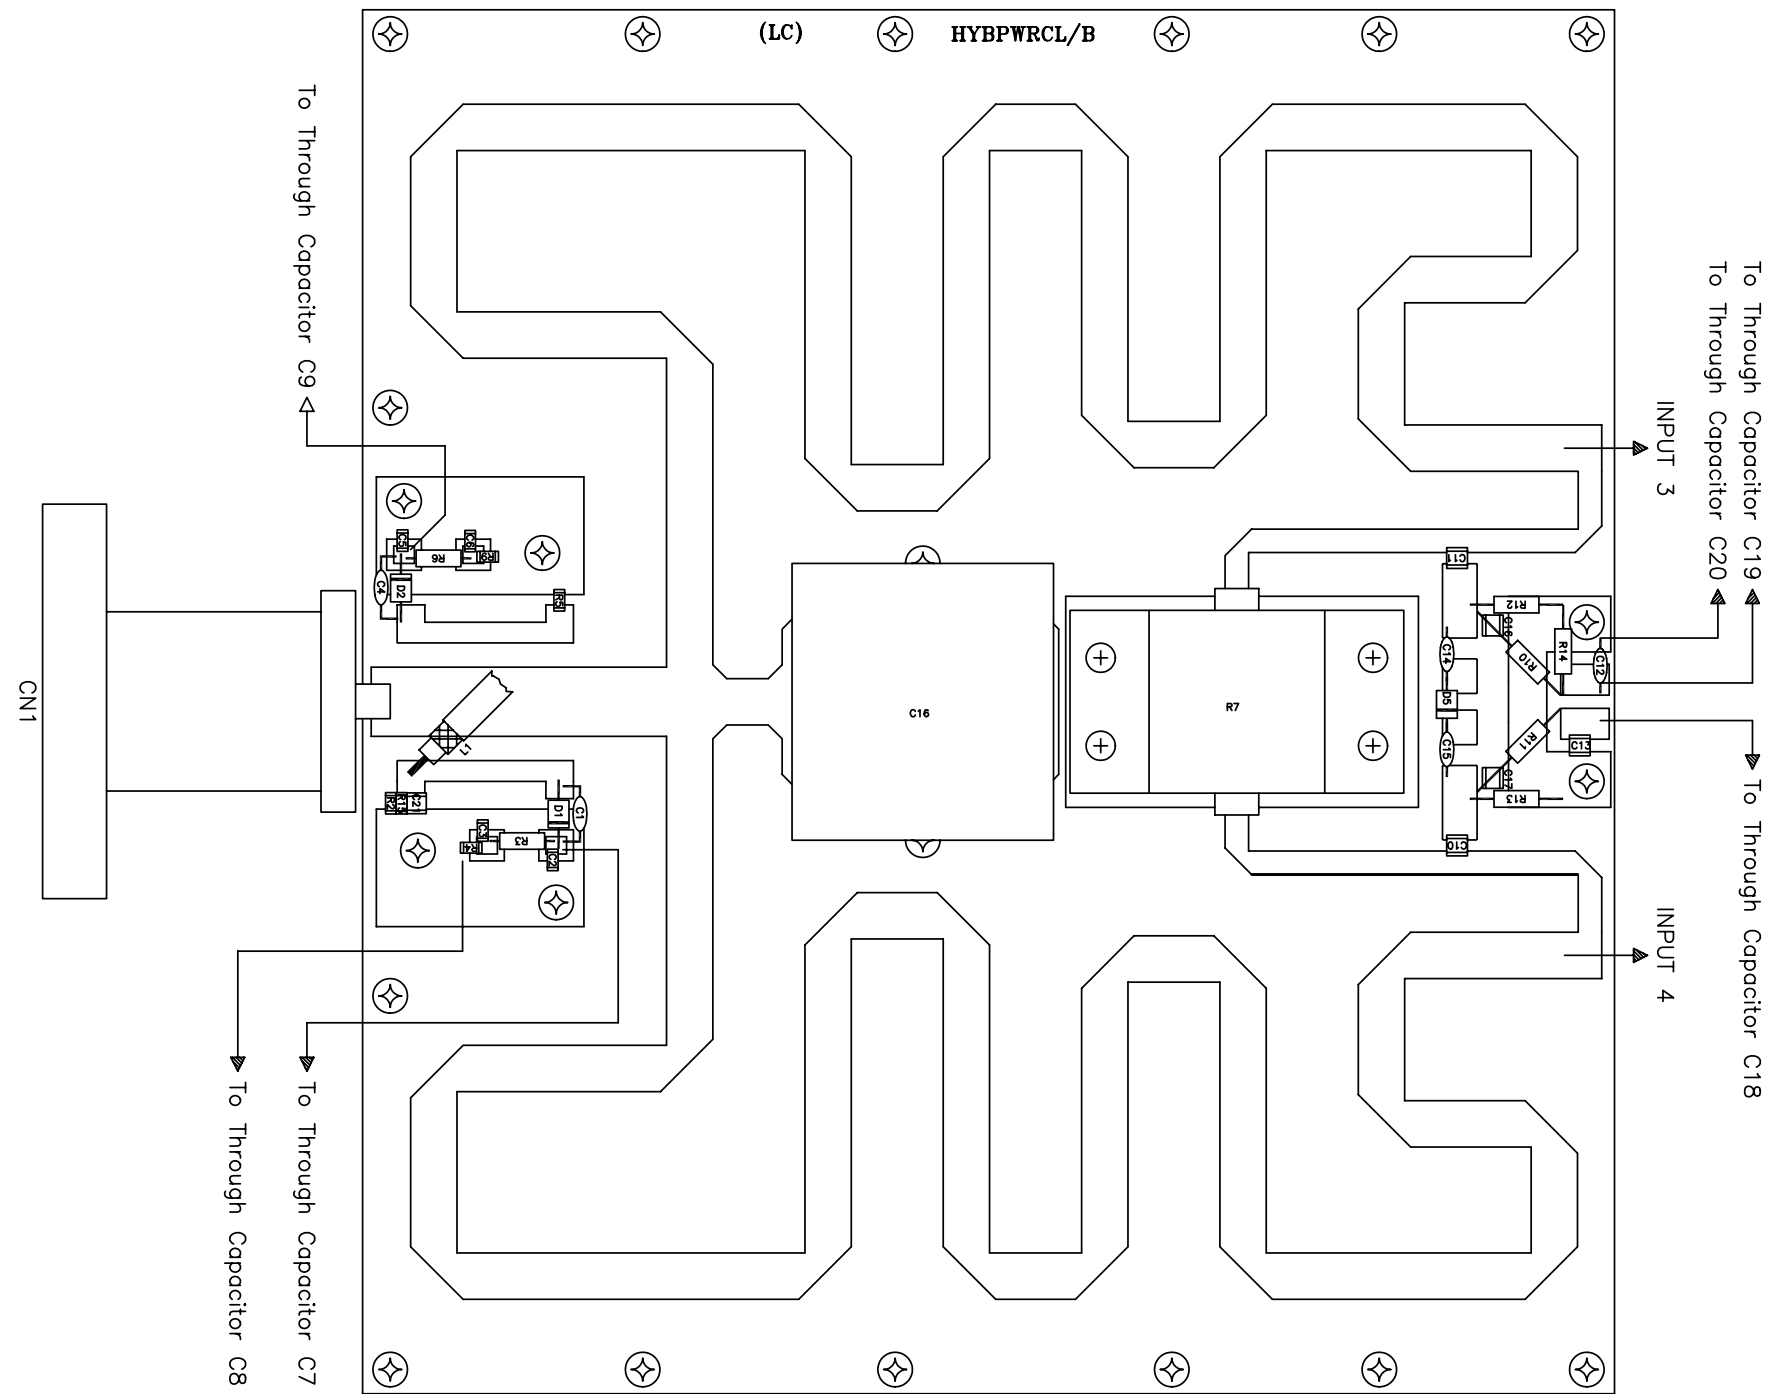 (LC)
HYBPWRCL/B
To Through Capacitor C9
To Through Capacitor C19
To Through Capacitor C20
INPUT 3
C5
C6
R6
R9
C4
D2
R5
C11
R12
C16
R10
R14
C12
C14
D5
C16
R7
CN1
L1
C15
R11
C13
C17
R13
C10
R2
R15
C21
D1
C1
C3
R4
R3
C2
INPUT 4
To Through Capacitor C18
To Through Capacitor C8
To Through Capacitor C7